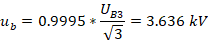 u_b = 0.9995 * U_B3 / √3 = 3.636 kV